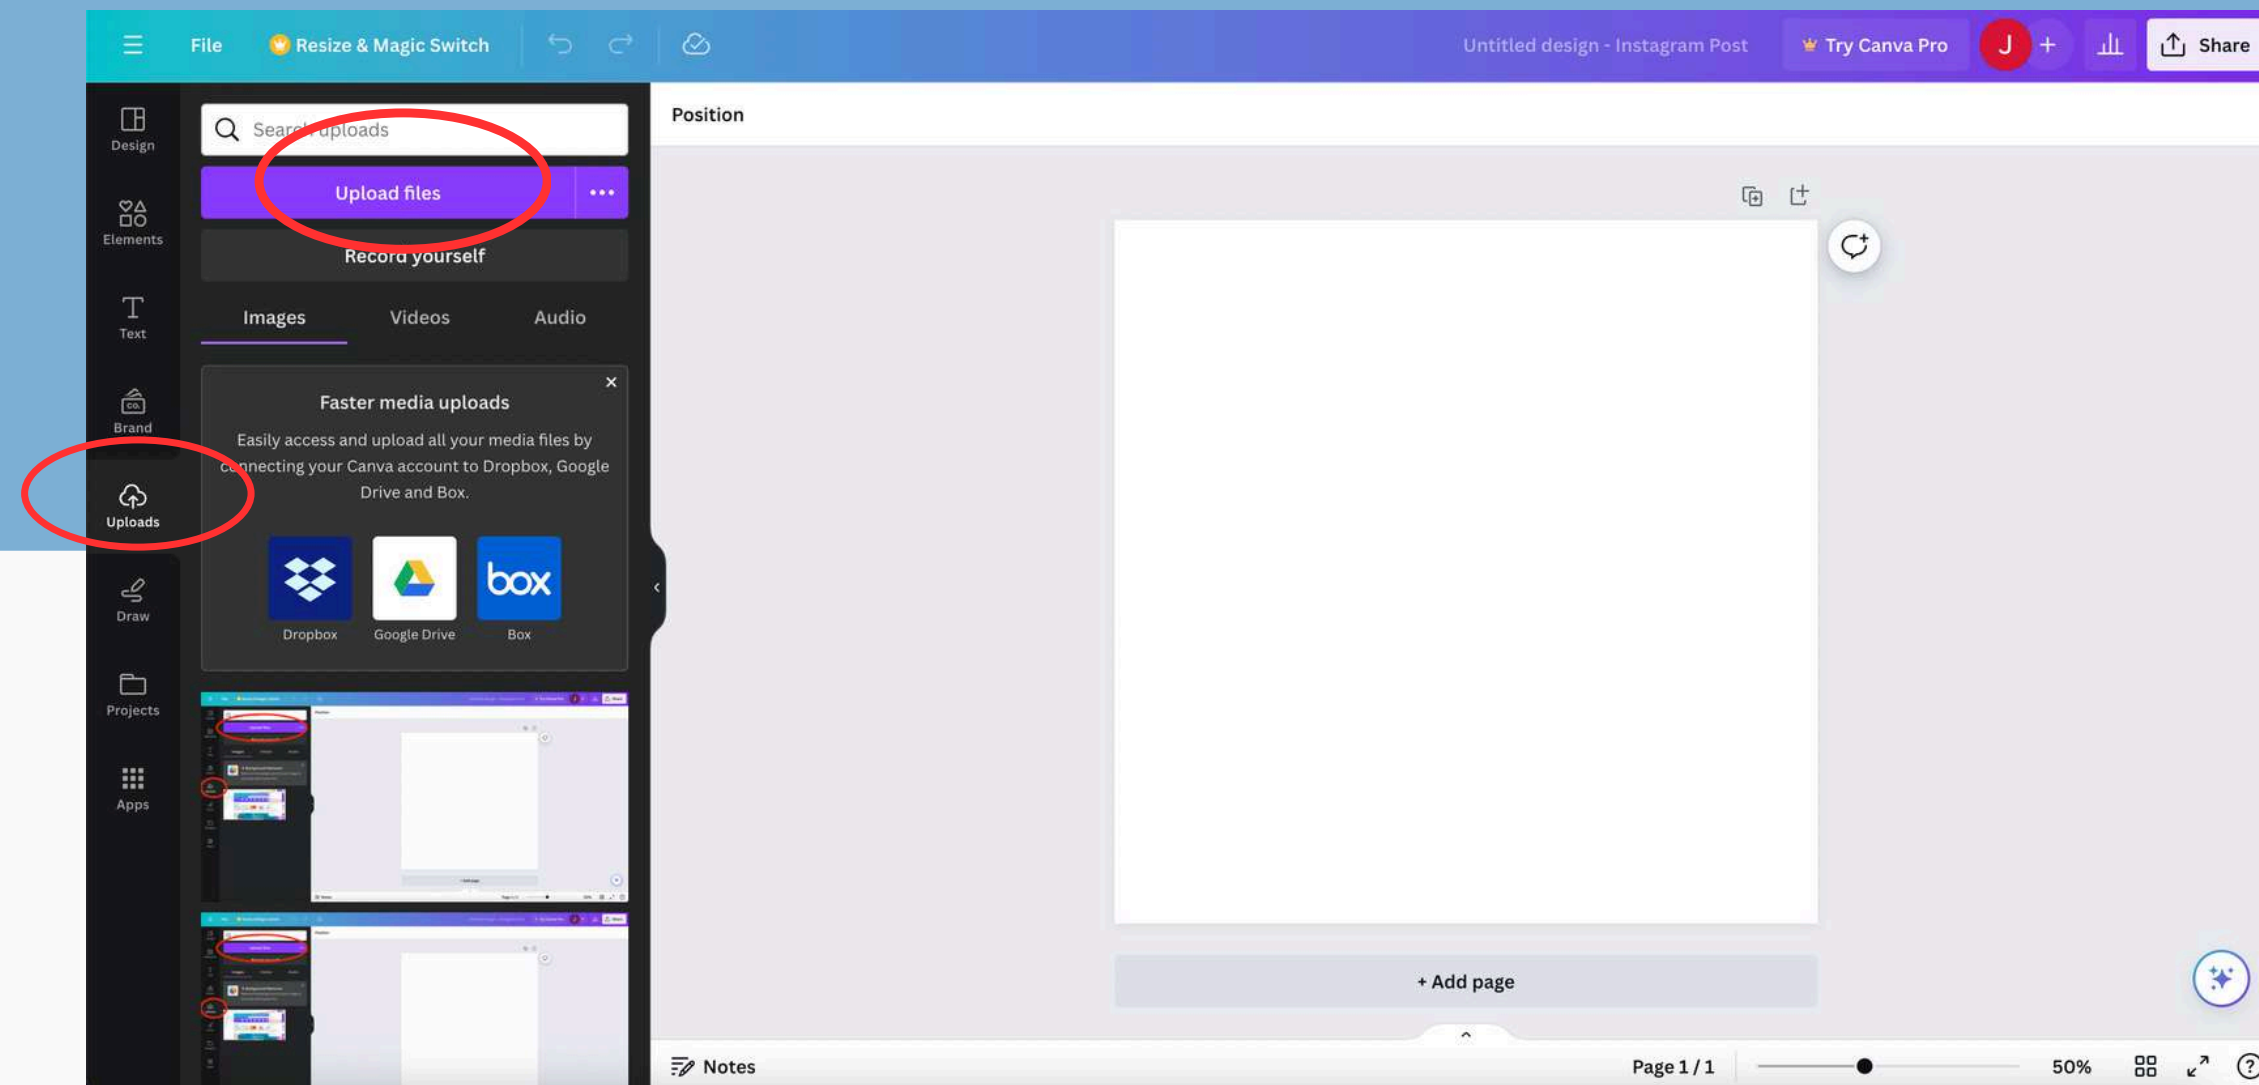 File
Resize & Magic Switch
Untitled design - Instagram Post
Try Canva Pro
J
+
Share
Design
Elements
Text
CO.
Brand
Uploads
Draw
Projects
Apps
Search uploads
Upload files
Record yourself
Images
Videos
Audio
Faster media uploads
Easily access and upload all your media files by
connecting your Canva account to Dropbox, Google
Drive and Box.
box
Dropbox
Google Drive
Box
Position
+ Add page
Notes
Page 1 / 1
50%
?